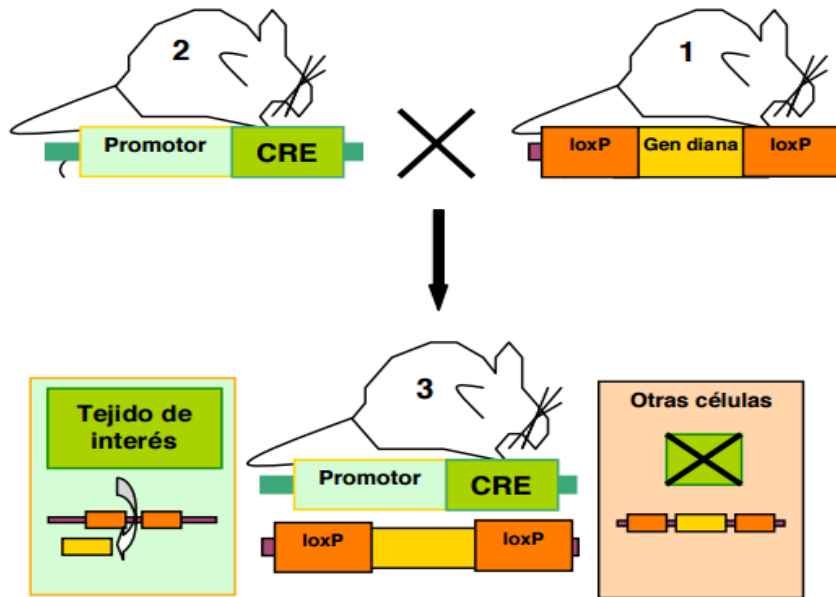 2
1
Promotor
CRE
loxP
Gen diana
loxP
3
Tejido de
interés
Otras células
Promotor
CRE
loxP
loxP